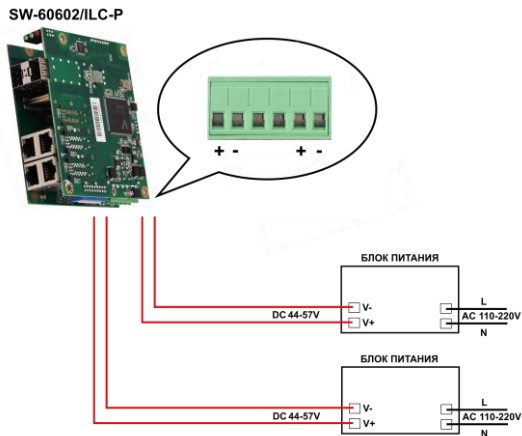 SW-60602/ILC-P
+ - + -
БЛОК ПИТАНИЯ
V-
V+
DC 44-57V
L
AC 110-220V
N
БЛОК ПИТАНИЯ
V-
V+
DC 44-57V
L
AC 110-220V
N